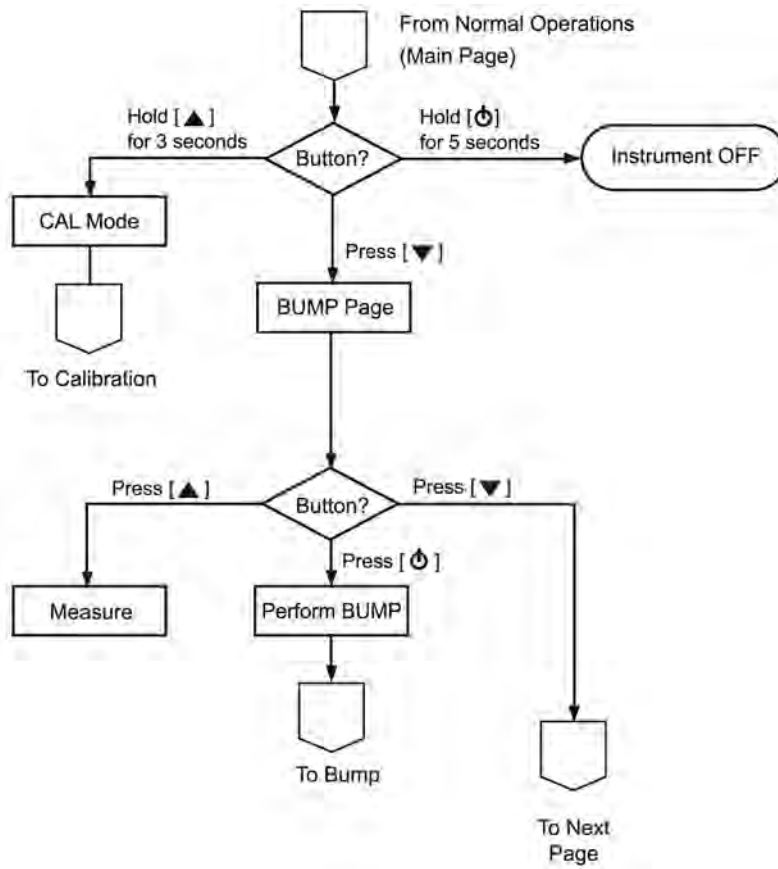 From Normal Operations
(Main Page)
Hold [▲]
for 3 seconds
Button?
Hold [⏻]
for 5 seconds
Instrument OFF
CAL Mode
Press [▼]
BUMP Page
To Calibration
Press [▲]
Button?
Press [▼]
Press [⏻]
Measure
Perform BUMP
To Bump
To Next
Page